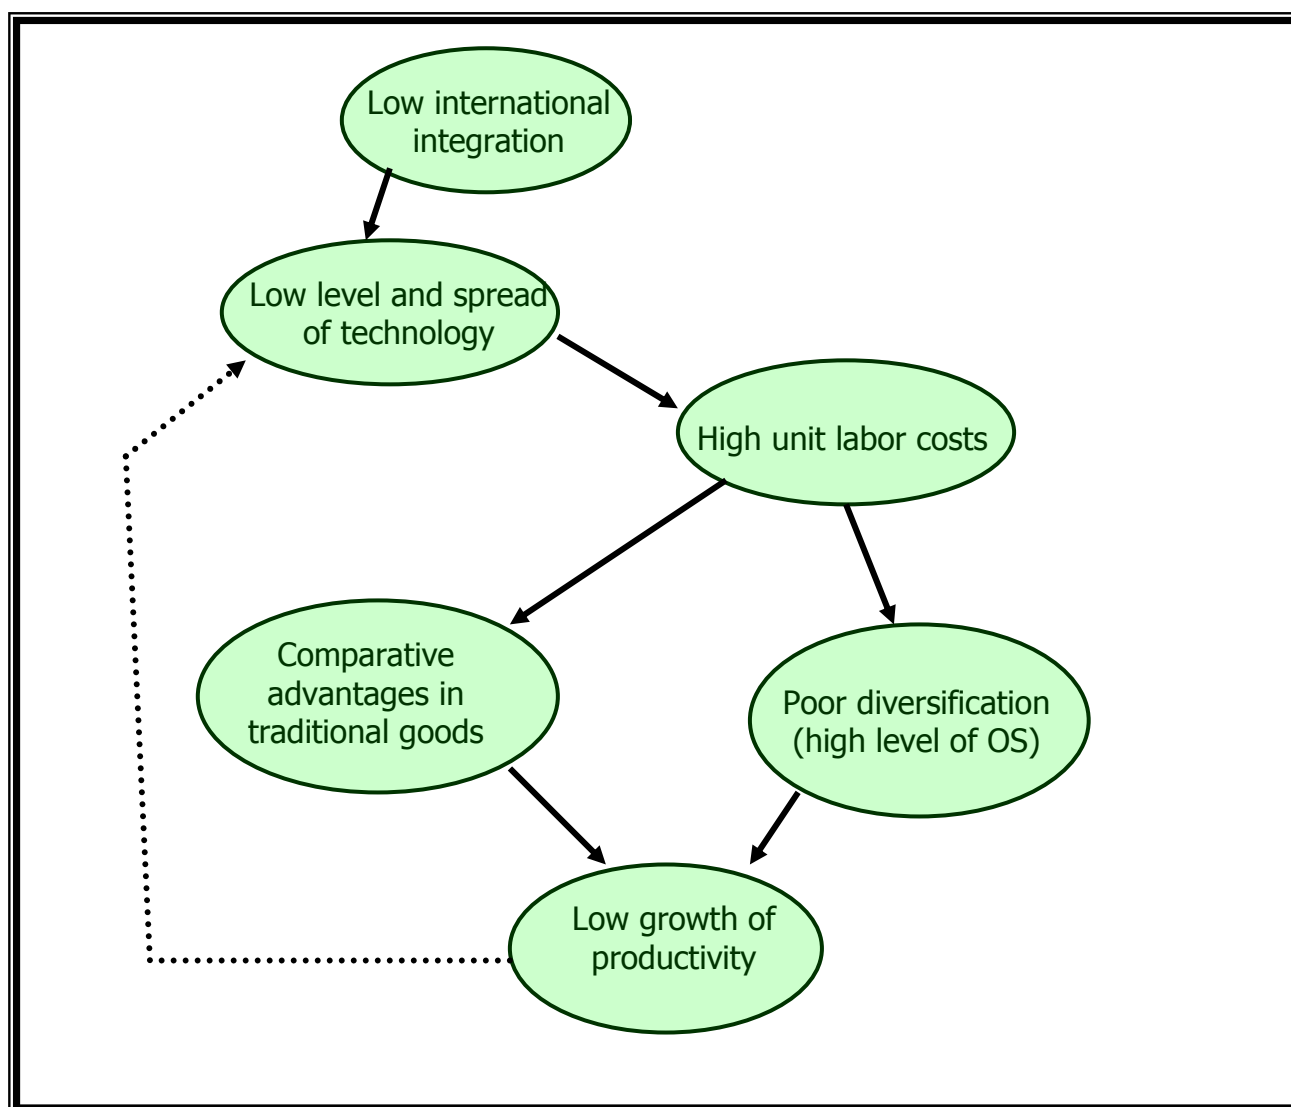 Low international
integration
Low level and spread
of technology
High unit labor costs
Comparative
advantages in
traditional goods
Poor diversification
(high level of OS)
Low growth of
productivity